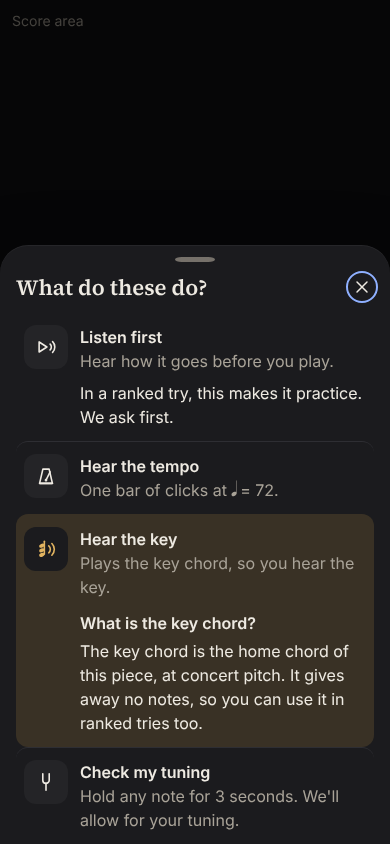 Score area
What do these do?
Listen first
Hear how it goes before you play.
In a ranked try, this makes it practice.
We ask first.
Hear the tempo
One bar of clicks at ♩ = 72.
Hear the key
Plays the key chord, so you hear the
key.
What is the key chord?
The key chord is the home chord of
this piece, at concert pitch. It gives
away no notes, so you can use it in
ranked tries too.
Check my tuning
Hold any note for 3 seconds. We'll
allow for your tuning.